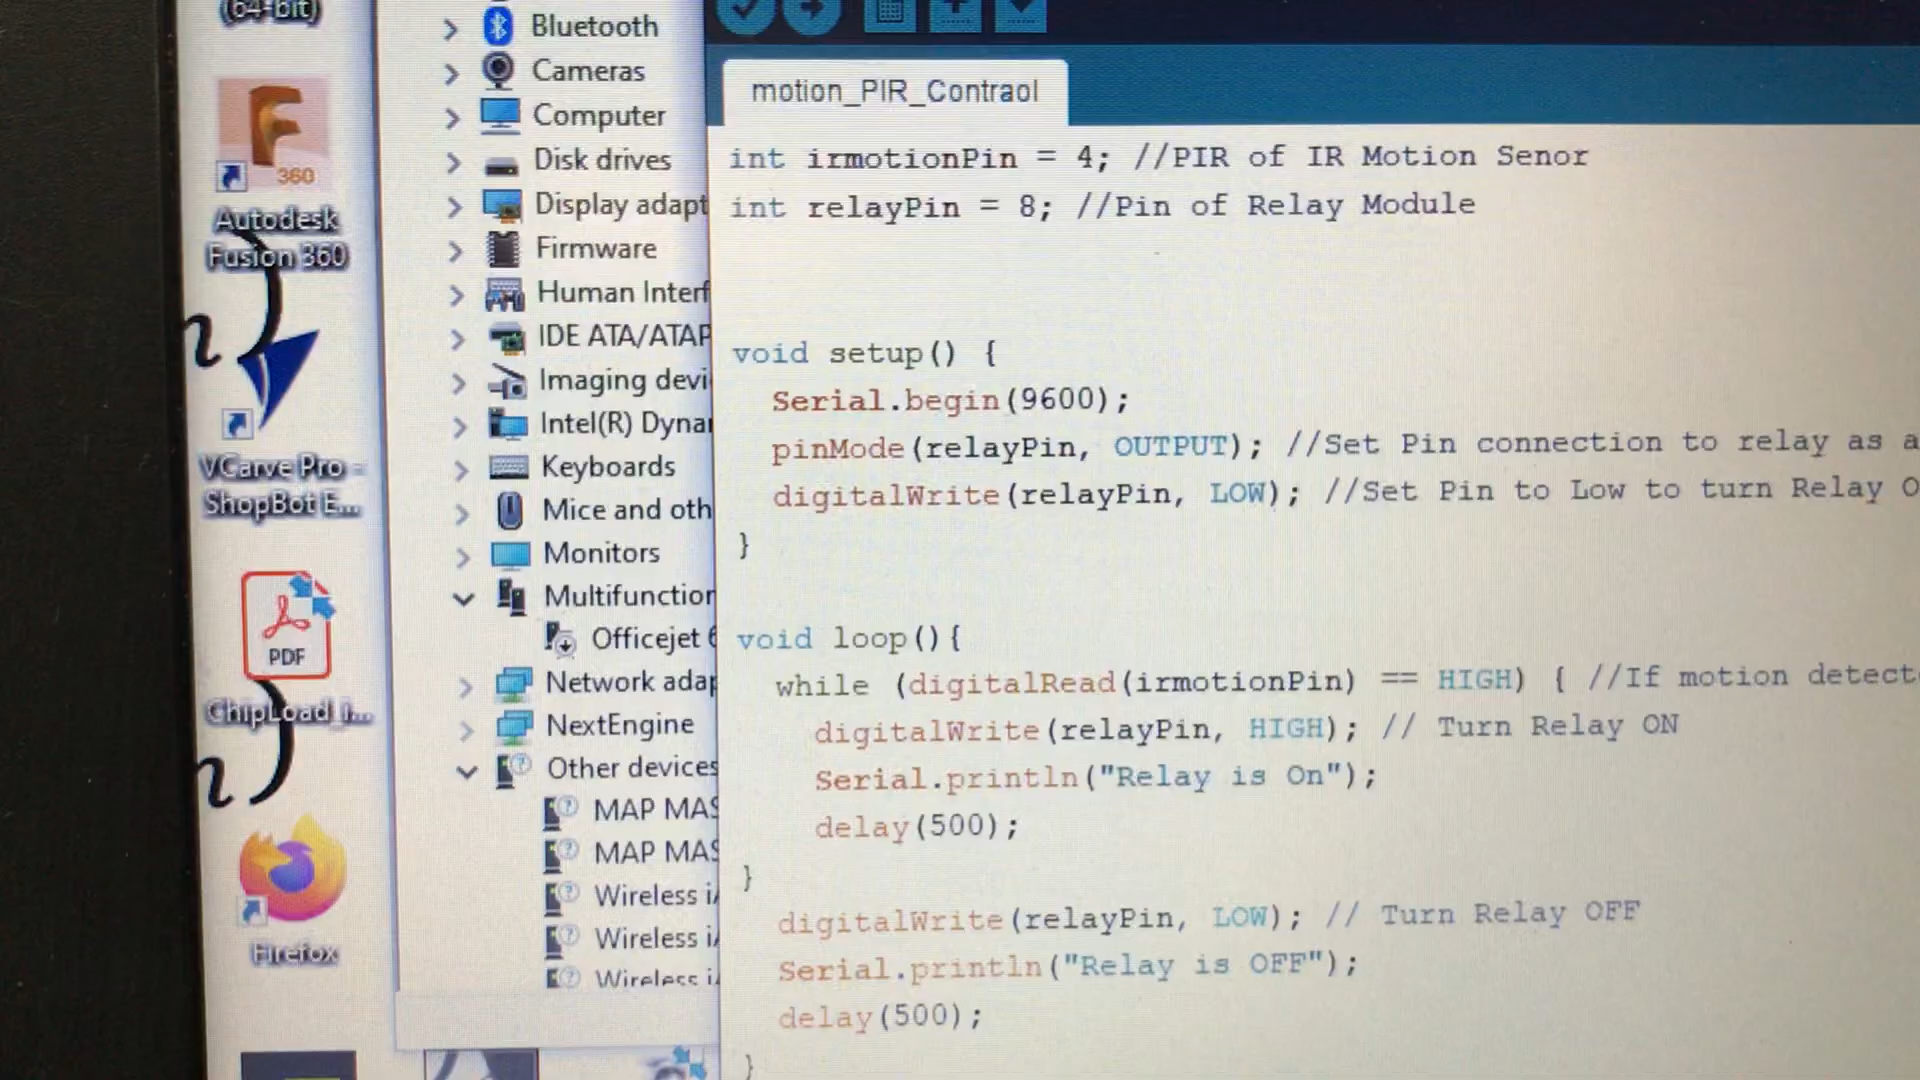 (64-bit)
Autodesk
Fusion 360
360
VCarve Pro -
ShopBot E...
PDF
ChipLoad_i...
Firefox
Bluetooth
Cameras
Computer
Disk drives
Display adapt
Firmware
Human Interf
IDE ATA/ATAP
Imaging devi
Intel(R) Dynar
Keyboards
Mice and oth
Monitors
Multifunction
Officejet 6
Network adap
NextEngine
Other devices
MAP MAS
MAP MAS
Wireless i
Wireless i
Wireless i
motion_PIR_Contraol
int irmotionPin = 4; //PIR of IR Motion Senor
int relayPin = 8; //Pin of Relay Module
void setup() {
Serial.begin(9600);
pinMode(relayPin, OUTPUT); //Set Pin connection to relay as a
digitalWrite(relayPin, LOW); //Set Pin to Low to turn Relay O
}
void loop(){
while (digitalRead(irmotionPin) == HIGH) { //If motion detect
digitalWrite(relayPin, HIGH); // Turn Relay ON
Serial.println("Relay is On");
delay(500);
}
digitalWrite(relayPin, LOW); // Turn Relay OFF
Serial.println("Relay is OFF");
delay(500);
}